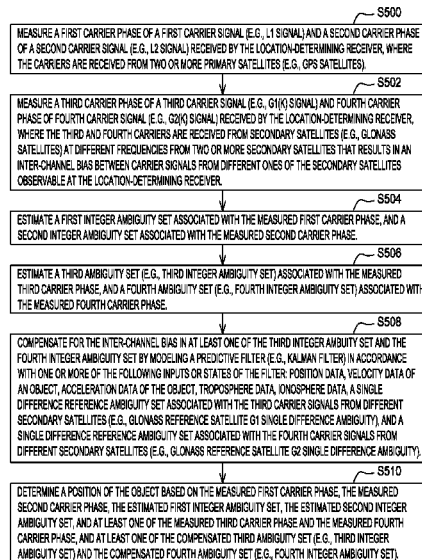 S500
MEASURE A FIRST CARRIER PHASE OF A FIRST CARRIER SIGNAL (E.G., L1 SIGNAL) AND A SECOND CARRIER PHASE
OF A SECOND CARRIER SIGNAL (E.G., L2 SIGNAL) RECEIVED BY THE LOCATION-DETERMINING RECEIVER, WHERE
THE CARRIERS ARE RECEIVED FROM TWO OR MORE PRIMARY SATELLITES (E.G., GPS SATELLITES).
S502
MEASURE A THIRD CARRIER PHASE OF A THIRD CARRIER SIGNAL (E.G., G1(K) SIGNAL) AND FOURTH CARRIER
PHASE OF FOURTH CARRIER SIGNAL (E.G., G2(K) SIGNAL) RECEIVED BY THE LOCATION-DETERMINING RECEIVER,
WHERE THE THIRD AND FOURTH CARRIERS ARE RECEIVED FROM SECONDARY SATELLITES (E.G., GLONASS
SATELLITES) AT DIFFERENT FREQUENCIES FROM TWO OR MORE SECONDARY SATELLITES THAT RESULTS IN AN
INTER-CHANNEL BIAS BETWEEN CARRIER SIGNALS FROM DIFFERENT ONES OF THE SECONDARY SATELLITES
OBSERVABLE AT THE LOCATION-DETERMINING RECEIVER.
S504
ESTIMATE A FIRST INTEGER AMBIGUITY SET ASSOCIATED WITH THE MEASURED FIRST CARRIER PHASE, AND A
SECOND INTEGER AMBIGUITY SET ASSOCIATED WITH THE MEASURED SECOND CARRIER PHASE.
S506
ESTIMATE A THIRD AMBIGUITY SET (E.G., THIRD INTEGER AMBIGUITY SET) ASSOCIATED WITH THE MEASURED
THIRD CARRIER PHASE, AND A FOURTH AMBIGUITY SET (E.G., FOURTH INTEGER AMBIGUITY SET) ASSOCIATED WITH
THE MEASURED FOURTH CARRIER PHASE.
S508
COMPENSATE FOR THE INTER-CHANNEL BIAS IN AT LEAST ONE OF THE THIRD INTEGER AMBUITY SET AND THE
FOURTH INTEGER AMBIGUITY SET BY MODELING A PREDICTIVE FILTER (E.G., KALMAN FILTER) IN ACCORDANCE
WITH ONE OR MORE OF THE FOLLOWING INPUTS OR STATES OF THE FILTER: POSITION DATA, VELOCITY DATA OF
AN OBJECT, ACCELERATION DATA OF THE OBJECT, TROPOSPHERE DATA, IONOSPHERE DATA, A SINGLE
DIFFERENCE REFERENCE AMBIGUITY SET ASSOCIATED WITH THE THIRD CARRIER SIGNALS FROM DIFFERENT
SECONDARY SATELLITES (E.G., GLONASS REFERENCE SATELLITE G1 SINGLE DIFFERENCE AMBIGUITY), AND A
SINGLE DIFFERENCE REFERENCE AMBIGUITY SET ASSOCIATED WITH THE FOURTH CARRIER SIGNALS FROM
DIFFERENT SECONDARY SATELLITES (E.G., GLONASS REFERENCE SATELLITE G2 SINGLE DIFFERENCE AMBIGUITY).
S510
DETERMINE A POSITION OF THE OBJECT BASED ON THE MEASURED FIRST CARRIER PHASE, THE MEASURED
SECOND CARRIER PHASE, THE ESTIMATED FIRST INTEGER AMBIGUITY SET, THE ESTIMATED SECOND INTEGER
AMBIGUITY SET, AND AT LEAST ONE OF THE MEASURED THIRD CARRIER PHASE AND THE MEASURED FOURTH
CARRIER PHASE, AND AT LEAST ONE OF THE COMPENSATED THIRD AMBIGUITY SET (E.G., THIRD INTEGER
AMBIGUITY SET) AND THE COMPENSATED FOURTH AMBIGUITY SET (E.G., FOURTH INTEGER AMBIGUITY SET).